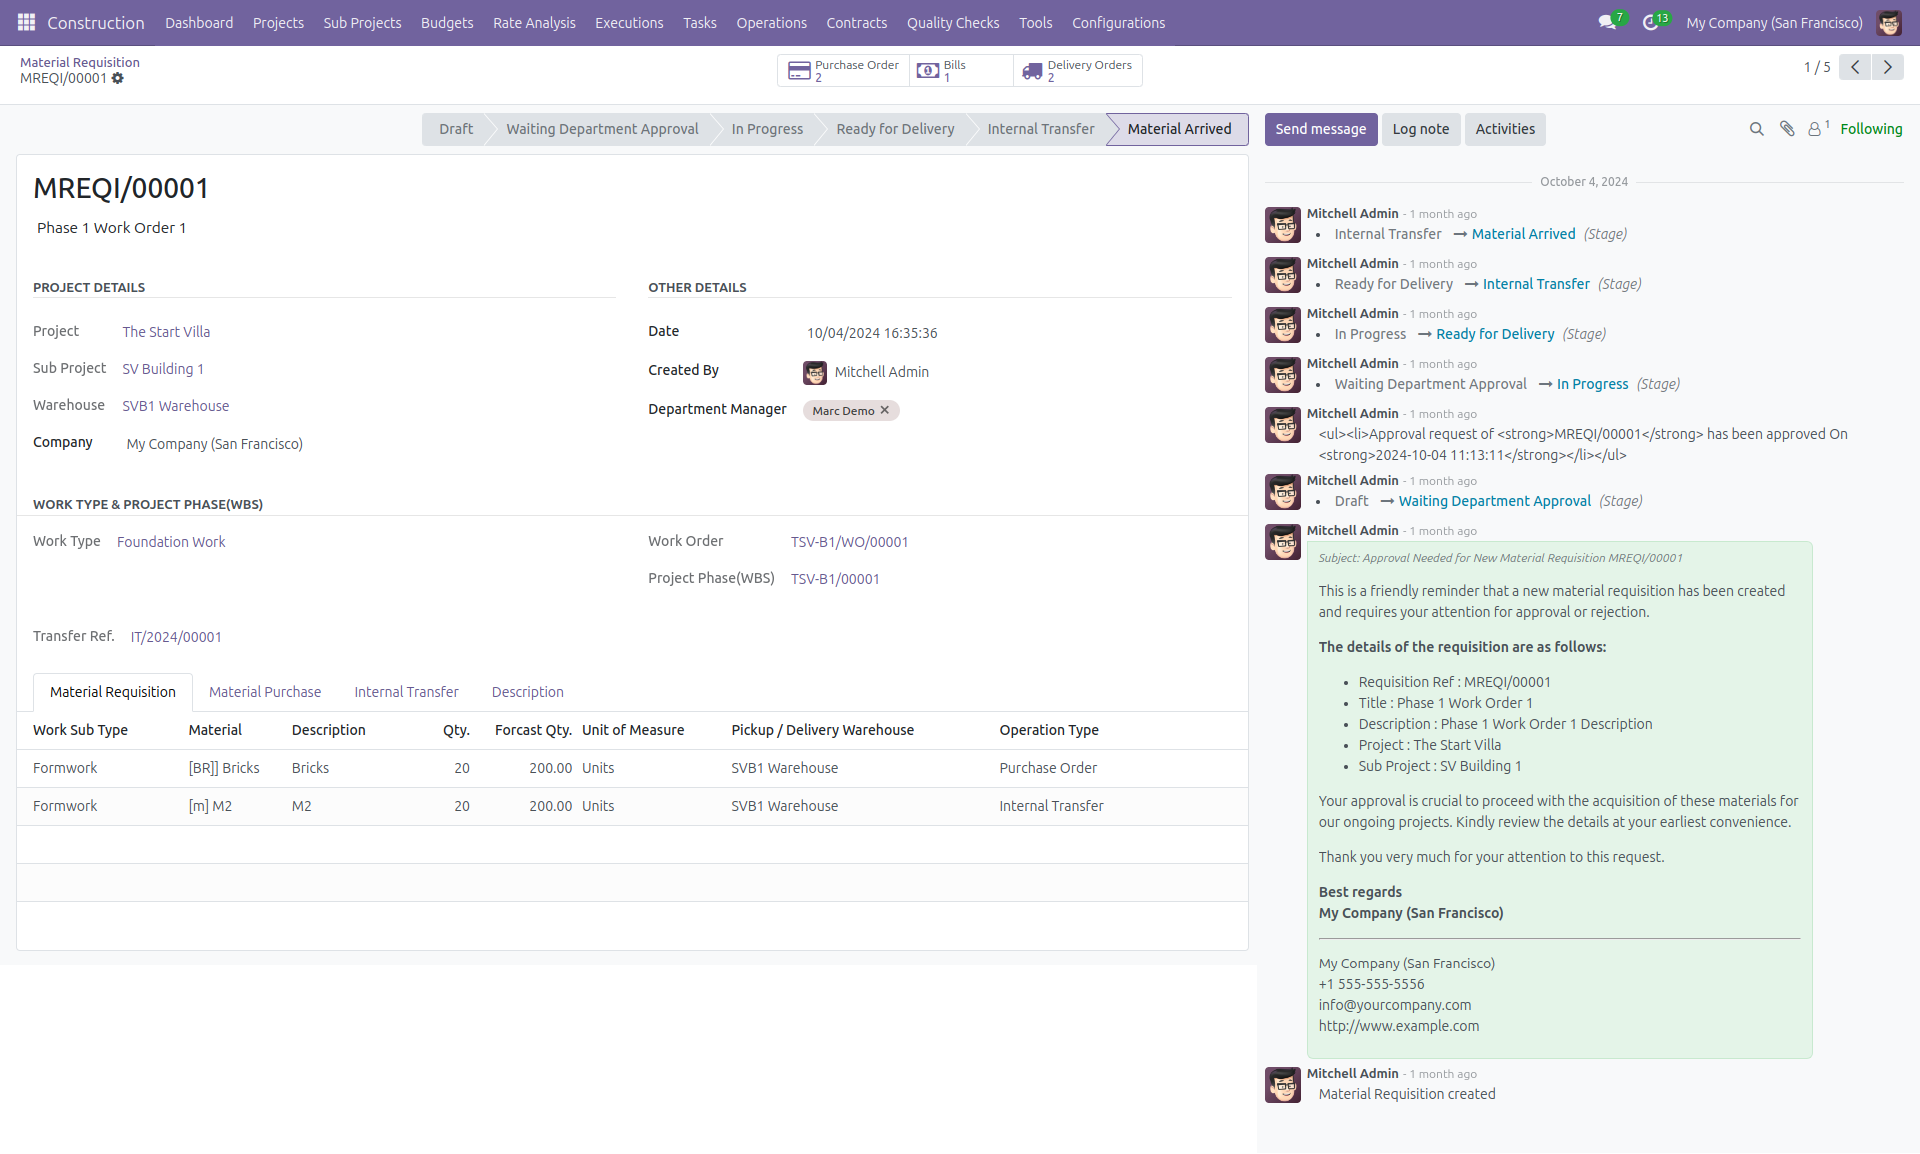 Construction Dashboard Projects Sub Projects Budgets Rate Analysis Executions Tasks Operations Contracts Quality Checks Tools Configurations 7 13 My Company (San Francisco)
Material Requisition
MREQI/00001
Purchase Order
2
Bills
1
Delivery Orders
2
1 / 5
Draft Waiting Department Approval In Progress Ready for Delivery Internal Transfer Material Arrived
MREQI/00001
Phase 1 Work Order 1
PROJECT DETAILS
Project The Start Villa
Sub Project SV Building 1
Warehouse SVB1 Warehouse
Company My Company (San Francisco)
OTHER DETAILS
Date 10/04/2024 16:35:36
Created By Mitchell Admin
Department Manager Marc Demo ✕
WORK TYPE & PROJECT PHASE(WBS)
Work Type Foundation Work
Work Order TSV-B1/WO/00001
Project Phase(WBS) TSV-B1/00001
Transfer Ref. IT/2024/00001
Material Requisition Material Purchase Internal Transfer Description
Work Sub Type Material Description Qty. Forcast Qty. Unit of Measure Pickup / Delivery Warehouse Operation Type
Formwork [BR]] Bricks Bricks 20 200.00 Units SVB1 Warehouse Purchase Order
Formwork [m] M2 M2 20 200.00 Units SVB1 Warehouse Internal Transfer
Send message Log note Activities 1 Following
October 4, 2024
Mitchell Admin - 1 month ago
• Internal Transfer → Material Arrived (Stage)
Mitchell Admin - 1 month ago
• Ready for Delivery → Internal Transfer (Stage)
Mitchell Admin - 1 month ago
• In Progress → Ready for Delivery (Stage)
Mitchell Admin - 1 month ago
• Waiting Department Approval → In Progress (Stage)
Mitchell Admin - 1 month ago
<ul><li>Approval request of <strong>MREQI/00001</strong> has been approved On
<strong>2024-10-04 11:13:11</strong></li></ul>
Mitchell Admin - 1 month ago
• Draft → Waiting Department Approval (Stage)
Mitchell Admin - 1 month ago
Subject: Approval Needed for New Material Requisition MREQI/00001
This is a friendly reminder that a new material requisition has been created
and requires your attention for approval or rejection.
The details of the requisition are as follows:
• Requisition Ref : MREQI/00001
• Title : Phase 1 Work Order 1
• Description : Phase 1 Work Order 1 Description
• Project : The Start Villa
• Sub Project : SV Building 1
Your approval is crucial to proceed with the acquisition of these materials for
our ongoing projects. Kindly review the details at your earliest convenience.
Thank you very much for your attention to this request.
Best regards
My Company (San Francisco)
My Company (San Francisco)
+1 555-555-5556
info@yourcompany.com
http://www.example.com
Mitchell Admin - 1 month ago
Material Requisition created